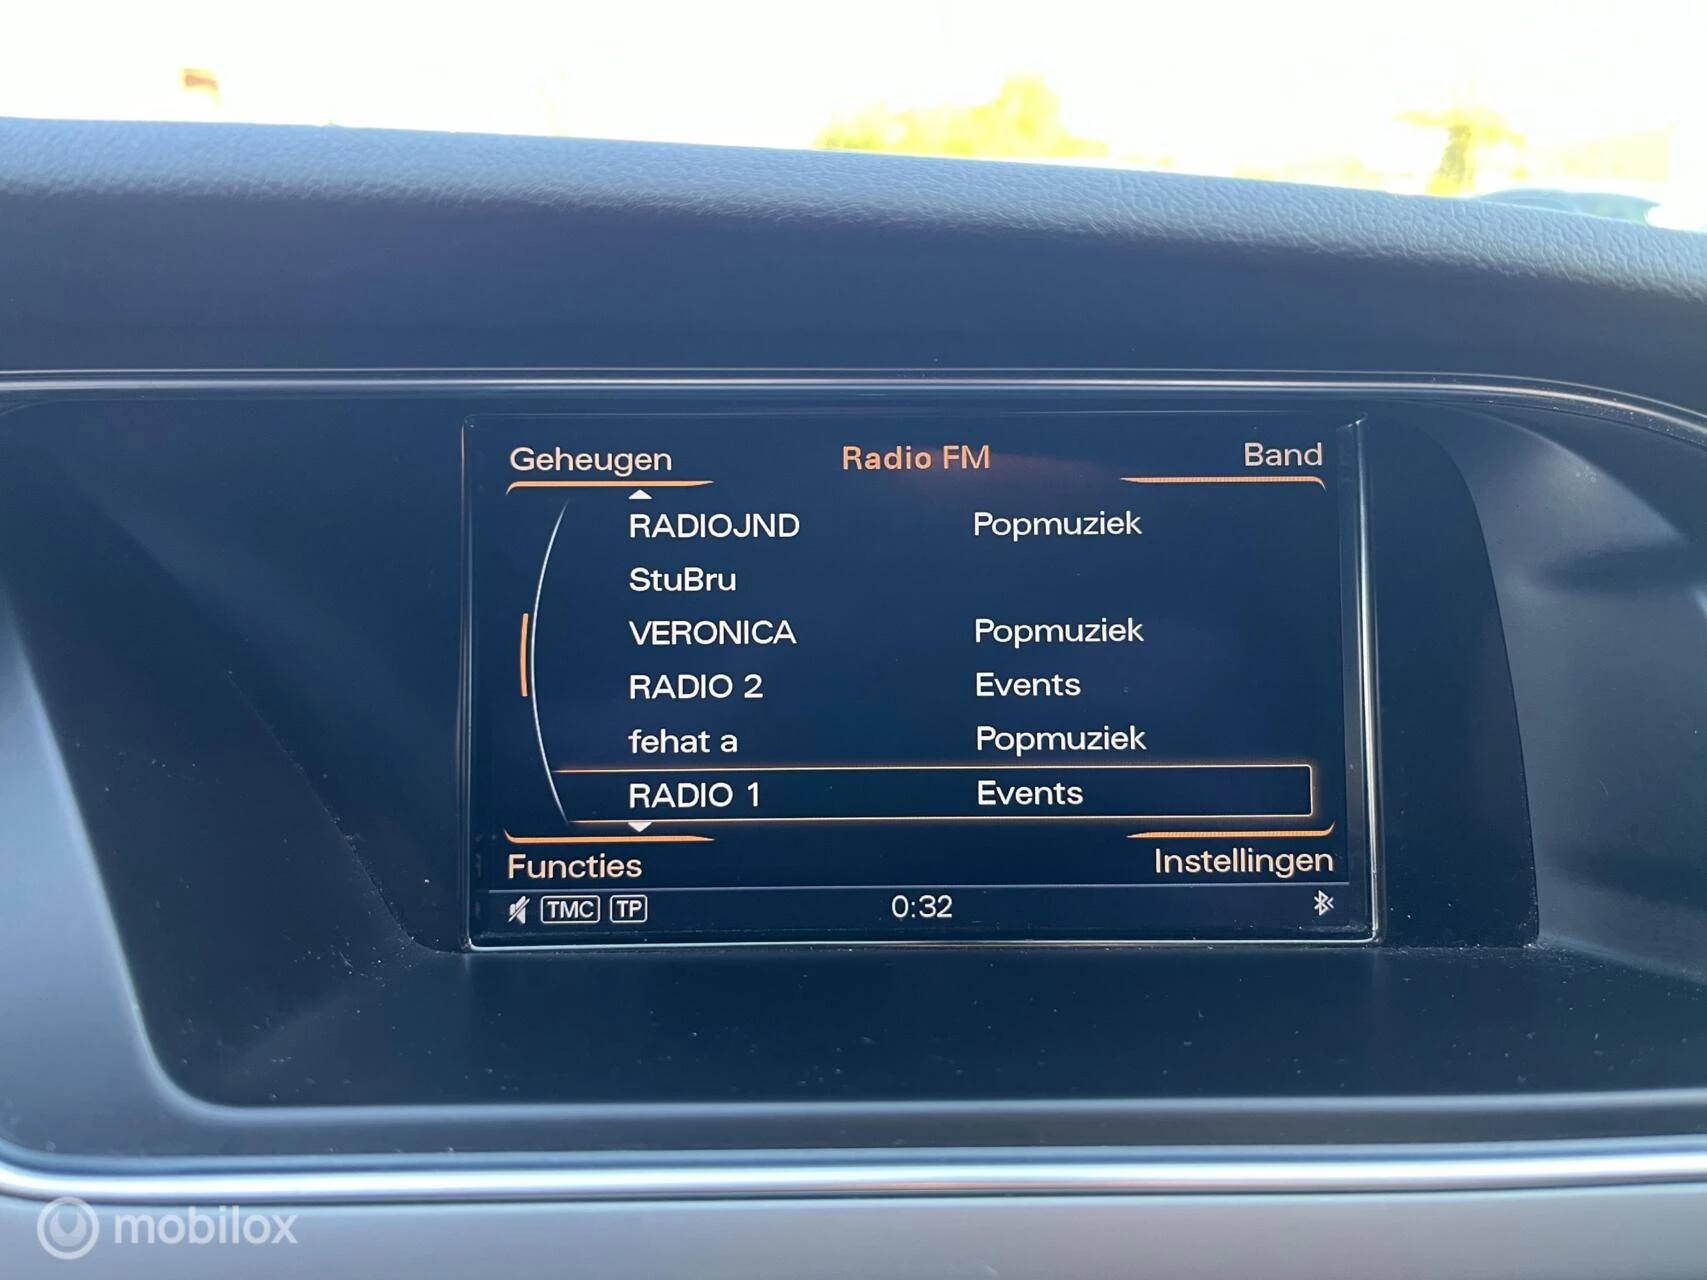 Geheugen Radio FM Band
RADIOJND Popmuziek
StuBru
VERONICA Popmuziek
RADIO 2 Events
fehat a Popmuziek
RADIO 1 Events
Functies Instellingen
TMC TP 0:32
mobilox